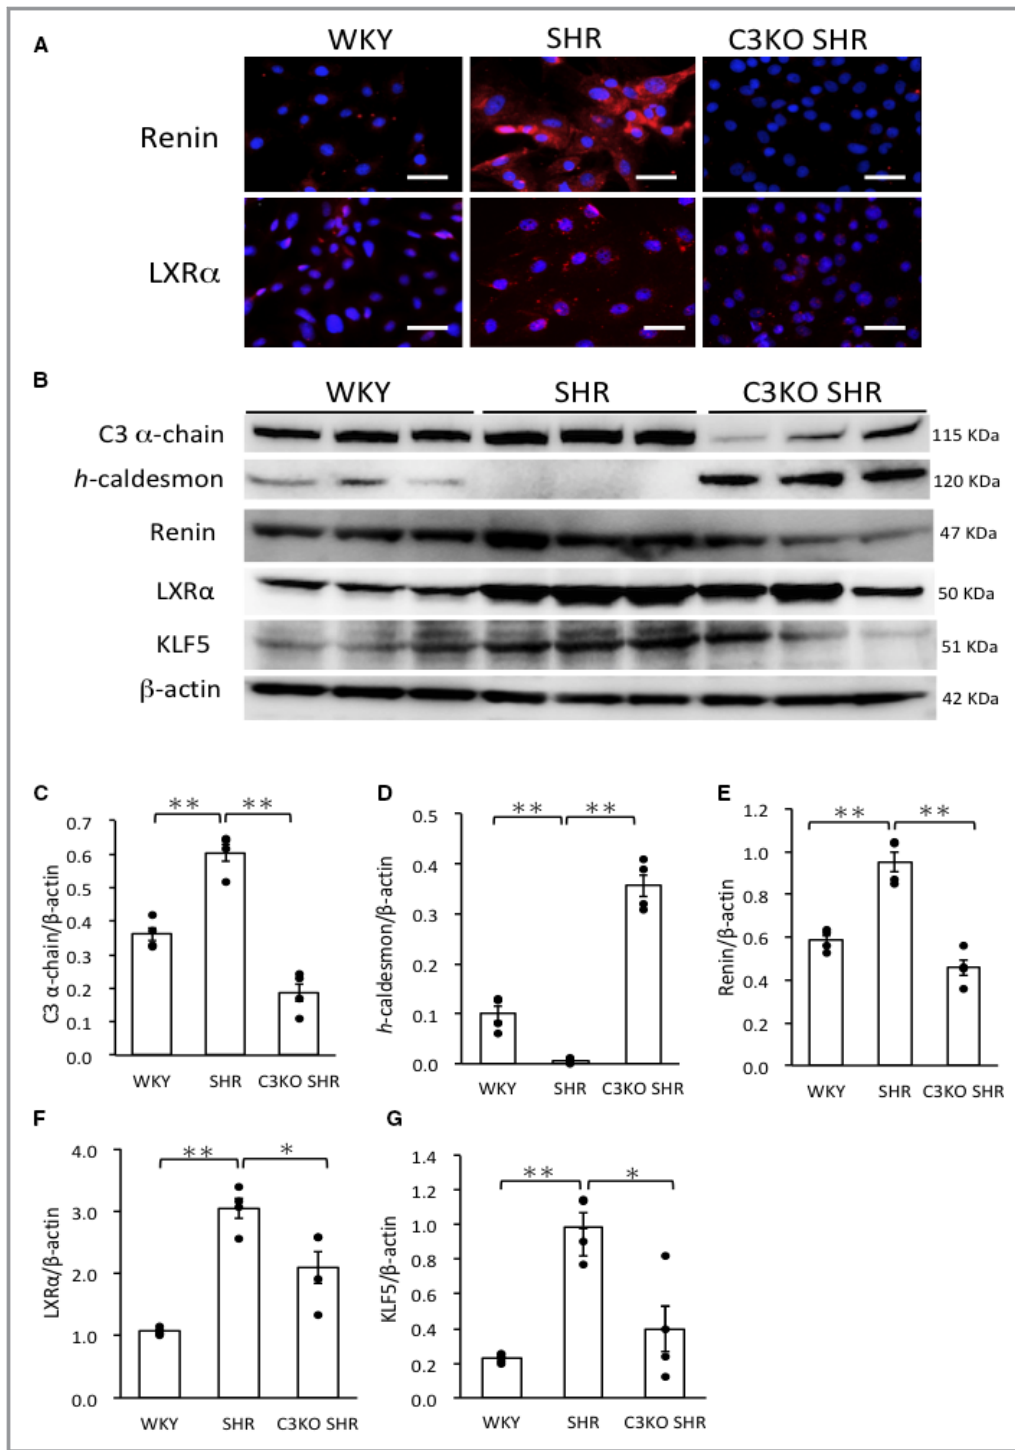 A
WKY SHR C3KO SHR
Renin
LXRα
B
WKY SHR C3KO SHR
C3 α-chain 115 KDa
h-caldesmon 120 KDa
Renin 47 KDa
LXRα 50 KDa
KLF5 51 KDa
β-actin 42 KDa
C
** **
C3 α-chain/β-actin
0.7
0.6
0.5
0.4
0.3
0.2
0.1
0.0
WKY SHR C3KO SHR
D
** **
h-caldesmon/β-actin
0.5
0.4
0.3
0.2
0.1
0.0
WKY SHR C3KO SHR
E
** **
Renin/β-actin
1.2
1.0
0.8
0.6
0.4
0.2
0.0
WKY SHR C3KO SHR
F
** *
LXRα/β-actin
4.0
3.0
2.0
1.0
0.0
WKY SHR C3KO SHR
G
** *
KLF5/β-actin
1.4
1.2
1.0
0.8
0.6
0.4
0.2
0.0
WKY SHR C3KO SHR